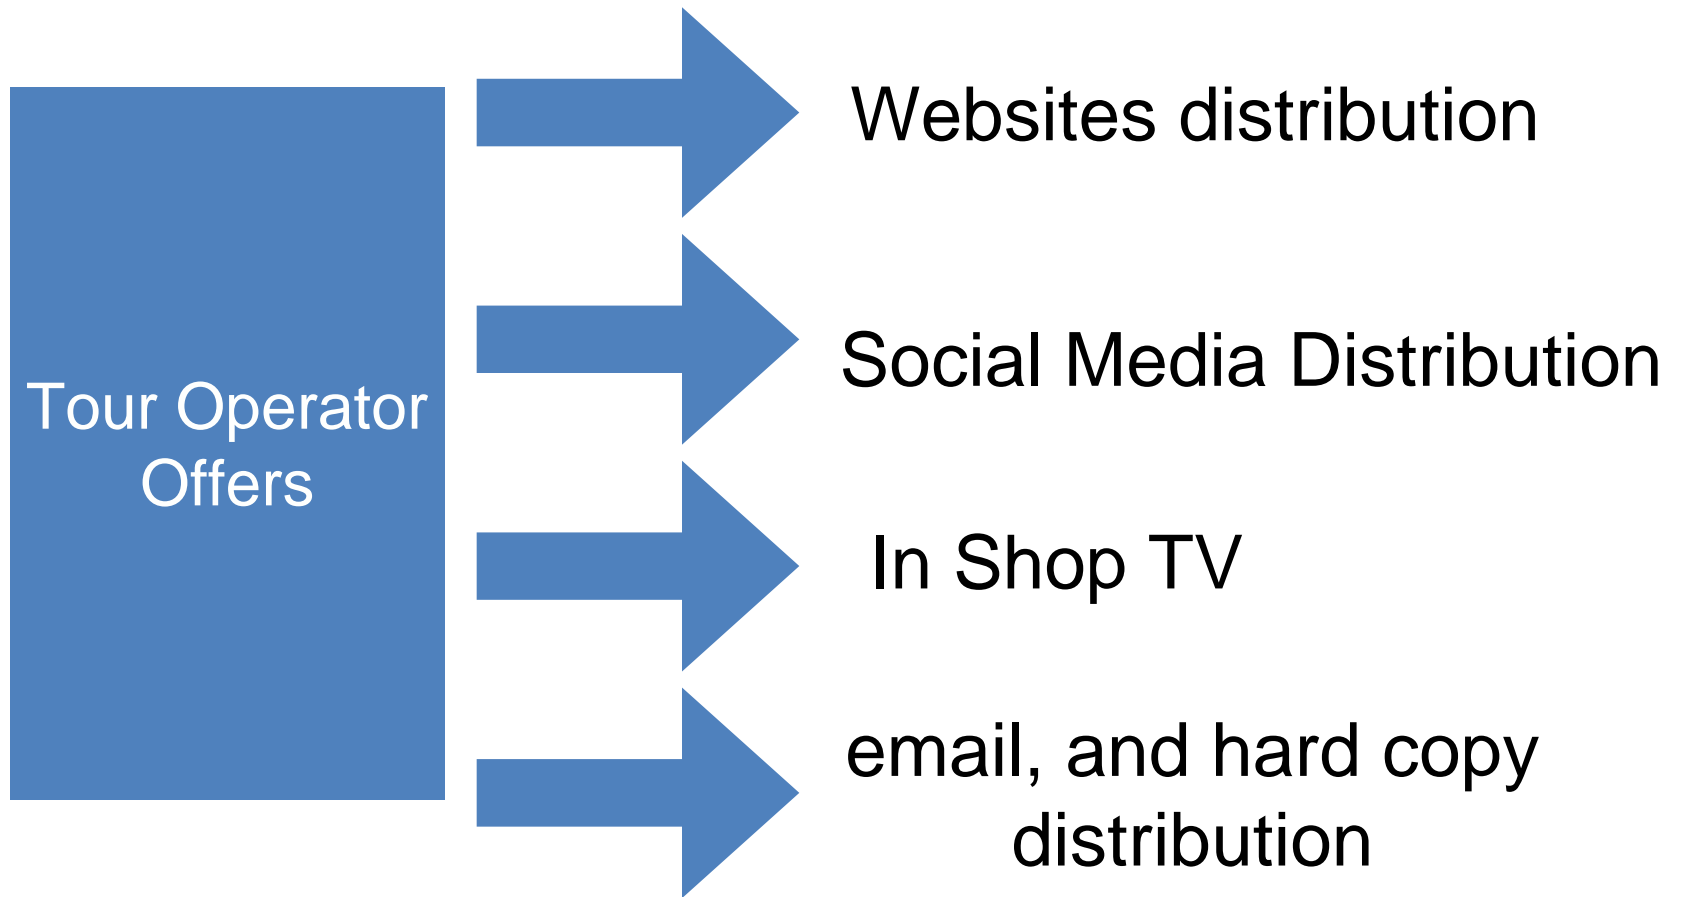 Tour Operator
Offers
Websites distribution
Social Media Distribution
In Shop TV
email, and hard copy
distribution